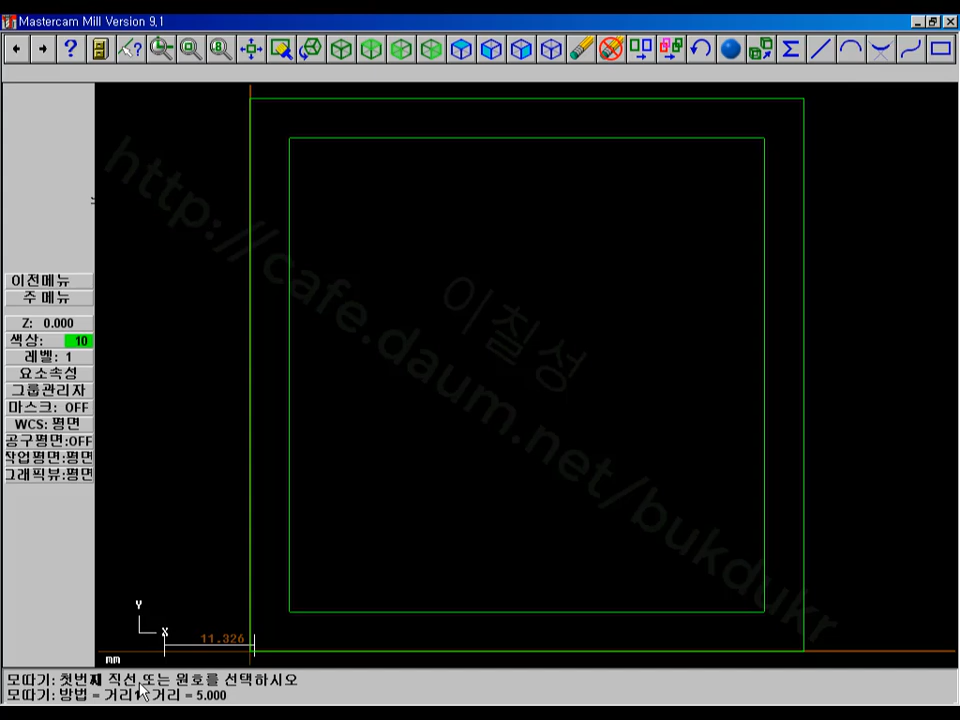 Mastercam Mill Version 9.1
http://cafe.daum.net/bukdukr
이칠성
이전메뉴
주 메뉴
Z: 0.000
색상: 10
레벨: 1
요소속성
그룹관리자
마스크: OFF
WCS: 평면
공구평면:OFF
작업평면:평면
그래픽뷰:평면
Y
X
11.326
mm
모따기: 첫번째 직선 또는 원호를 선택하시오
모따기: 방법 = 거리1 거리 = 5.000